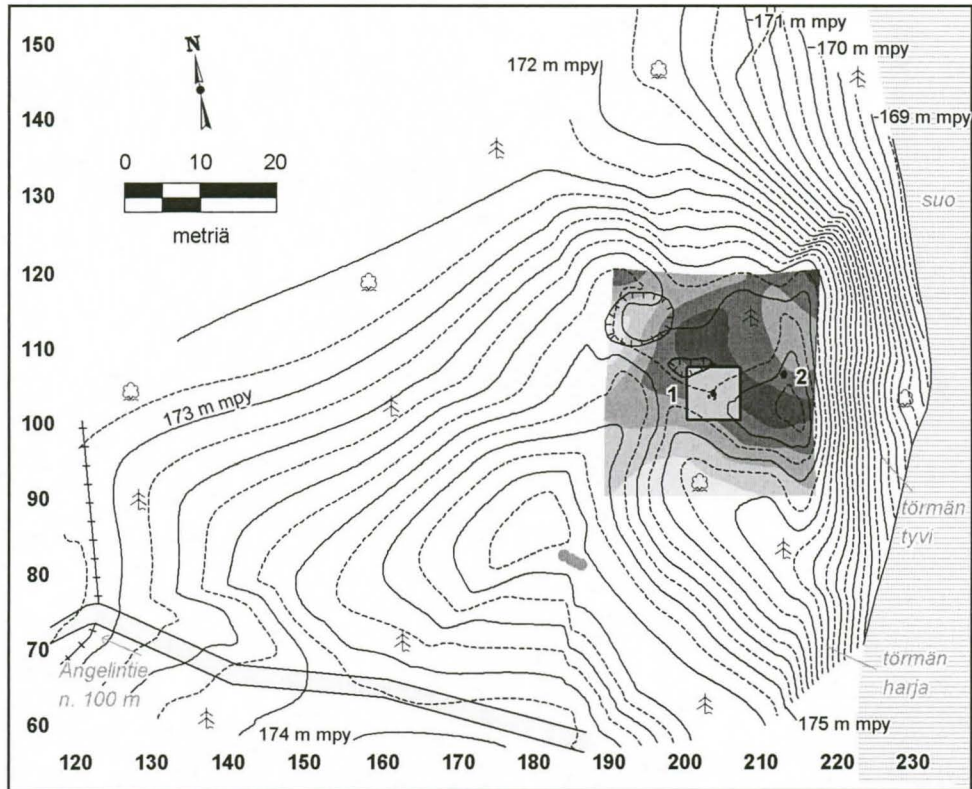 150
140
130
120
110
100
90
80
70
60
N
0 10 20
metriä
171 m mpy
170 m mpy
172 m mpy
169 m mpy
suo
173 m mpy
1
2
törmän
tyvi
törmän
harja
Angelintie
n. 100 m
174 m mpy
175 m mpy
120 130 140 150 160 170 180 190 200 210 220 230